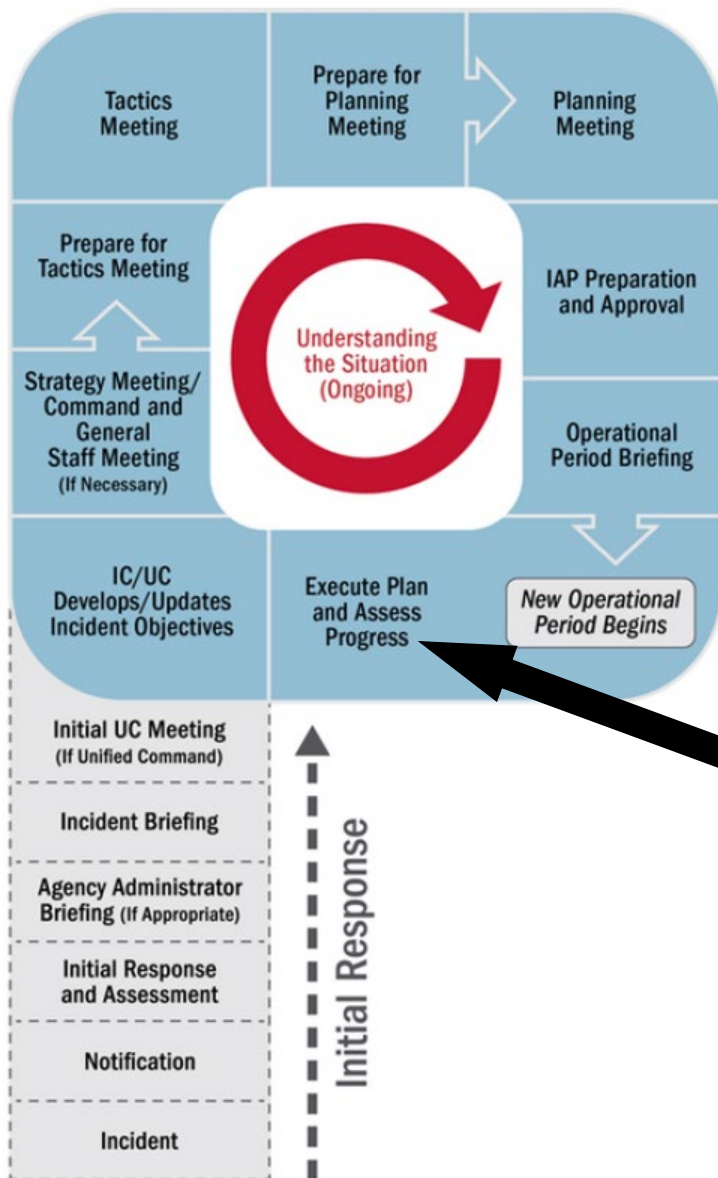 Tactics
Meeting
Prepare for
Planning
Meeting
Planning
Meeting
Prepare for
Tactics Meeting
Understanding
the Situation
(Ongoing)
IAP Preparation
and Approval
Strategy Meeting/
Command and
General
Staff Meeting
(If Necessary)
Operational
Period Briefing
IC/UC
Develops/Updates
Incident Objectives
Execute Plan
and Assess
Progress
New Operational
Period Begins
Initial UC Meeting
(If Unified Command)
Incident Briefing
Agency Administrator
Briefing (If Appropriate)
Initial Response
and Assessment
Notification
Incident
Initial Response